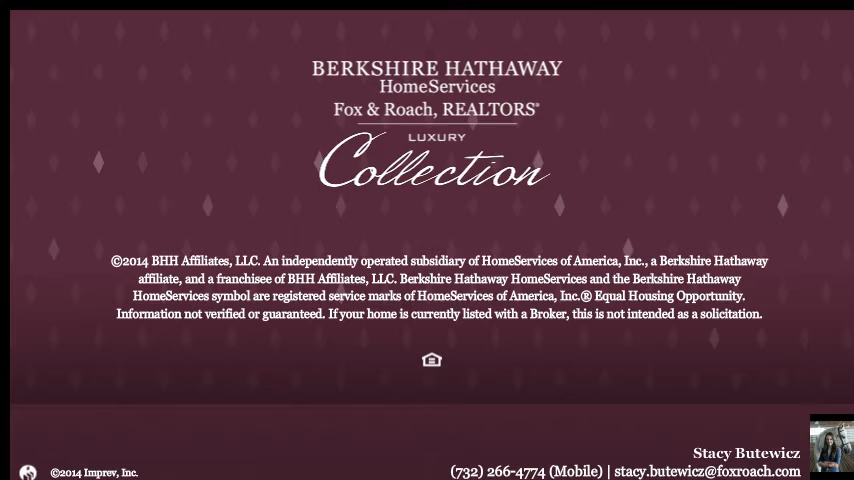 BERKSHIRE HATHAWAY
HomeServices
Fox & Roach, REALTORS®
LUXURY
Collection
©2014 BHH Affiliates, LLC. An independently operated subsidiary of HomeServices of America, Inc., a Berkshire Hathaway
affiliate, and a franchisee of BHH Affiliates, LLC. Berkshire Hathaway HomeServices and the Berkshire Hathaway
HomeServices symbol are registered service marks of HomeServices of America, Inc.® Equal Housing Opportunity.
Information not verified or guaranteed. If your home is currently listed with a Broker, this is not intended as a solicitation.
Stacy Butewicz
©2014 Imprev, Inc.
(732) 266-4774 (Mobile) | stacy.butewicz@foxroach.com